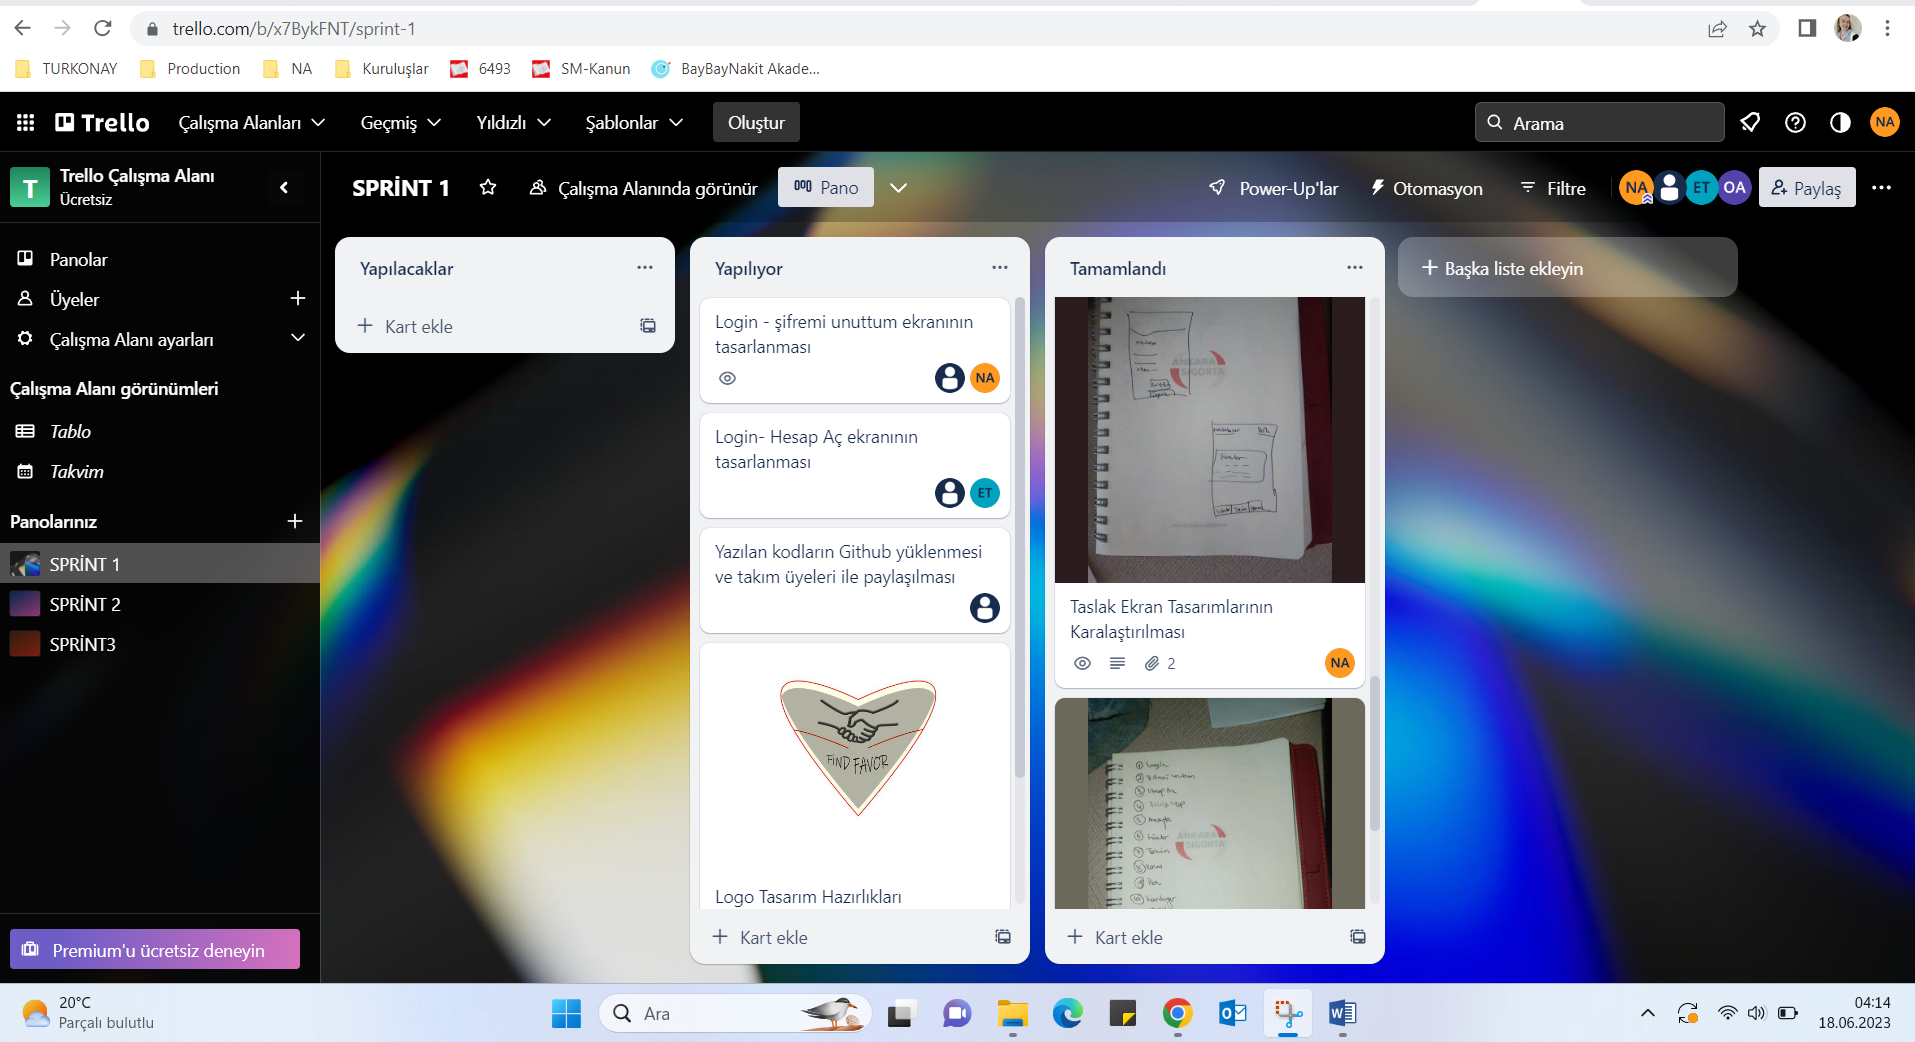 trello.com/b/x7BykFNT/sprint-1
TURKONAY
Production
NA
Kuruluşlar
6493
SM-Kanun
BayBayNakit Akade...
Trello
Çalışma Alanları
Geçmiş
Yıldızlı
Şablonlar
Oluştur
Arama
NA
T
Trello Çalışma Alanı
Ücretsiz
SPRİNT 1
Çalışma Alanında görünür
Pano
Power-Up'lar
Otomasyon
Filtre
NA
ET
OA
Paylaş
Panolar
Üyeler
Çalışma Alanı ayarları
Çalışma Alanı görünümleri
Tablo
Takvim
Panolarınız
SPRİNT 1
SPRİNT 2
SPRİNT3
Premium'u ücretsiz deneyin
Yapılacaklar
Kart ekle
Yapılıyor
Login - şifremi unuttum ekranının
tasarlanması
NA
Login- Hesap Aç ekranının
tasarlanması
ET
Yazılan kodların Github yüklenmesi
ve takım üyeleri ile paylaşılması
FIND FAVOR
Logo Tasarım Hazırlıkları
Kart ekle
Tamamlandı
ANKARA
SIGORTA
Taslak Ekran Tasarımlarının
Karalaştırılması
2
NA
ANKARA
SIGORTA
Kart ekle
Başka liste ekleyin
20°C
Parçalı bulutlu
Ara
04:14
18.06.2023